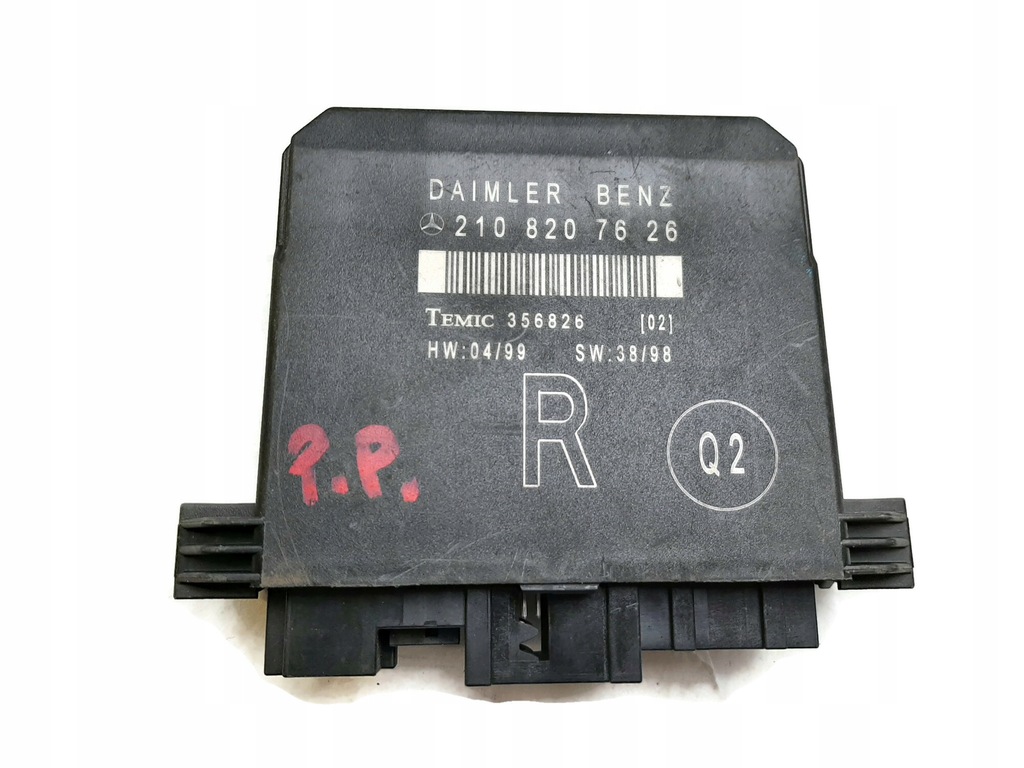 DAIMLER BENZ
210 820 76 26
TEMIC 356826 [02]
HW:04/99 SW:38/98
R
Q2
P.P.